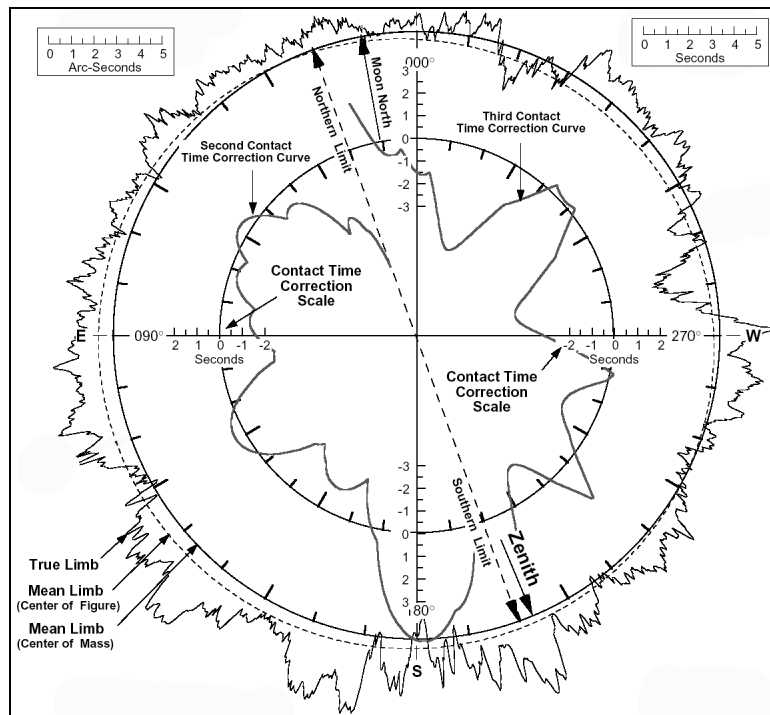 0 1 2 3 4 5
Arc-Seconds
0 1 2 3 4 5
Seconds
000°
3
2
1
0
-1
-2
-3
Moon North
Northern Limit
Second Contact
Time Correction Curve
Third Contact
Time Correction Curve
Contact Time
Correction
Scale
E
090°
2 1 0 -1 -2
Seconds
-2 -1 0 1 2
Seconds
270°
W
Contact Time
Correction
Scale
-3
-2
-1
0
1
2
3
180°
S
Southern Limit
Zenith
True Limb
Mean Limb
(Center of Figure)
Mean Limb
(Center of Mass)